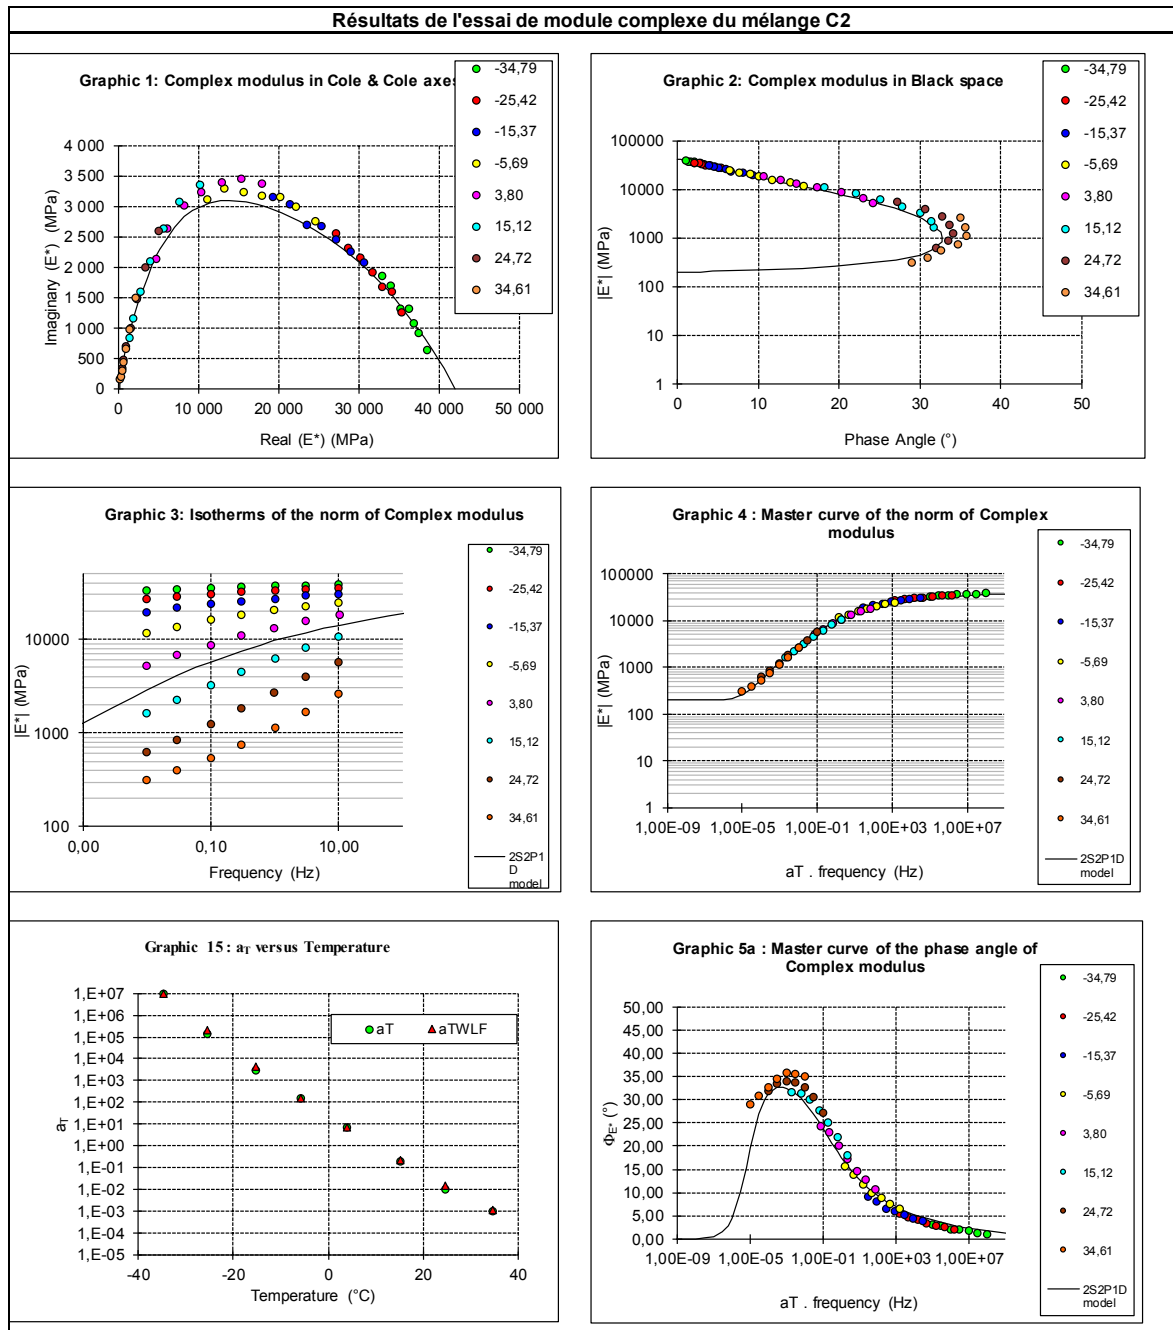 Résultats de l'essai de module complexe du mélange C2
Graphic 1: Complex modulus in Cole & Cole axes
Imaginary (E*) (MPa)
4 000
3 500
3 000
2 500
2 000
1 500
1 000
500
0
0
10 000
20 000
30 000
40 000
50 000
Real (E*) (MPa)
-34,79
-25,42
-15,37
-5,69
3,80
15,12
24,72
34,61
Graphic 2: Complex modulus in Black space
|E*| (MPa)
100000
10000
1000
100
10
1
0
10
20
30
40
50
Phase Angle (°)
-34,79
-25,42
-15,37
-5,69
3,80
15,12
24,72
34,61
Graphic 3: Isotherms of the norm of Complex modulus
|E*| (MPa)
10000
1000
100
0,00
0,10
10,00
Frequency (Hz)
-34,79
-25,42
-15,37
-5,69
3,80
15,12
24,72
34,61
2S2P1
D
model
Graphic 4 : Master curve of the norm of Complex
modulus
|E*| (MPa)
100000
10000
1000
100
10
1
1,00E-09
1,00E-05
1,00E-01
1,00E+03
1,00E+07
aT . frequency (Hz)
-34,79
-25,42
-15,37
-5,69
3,80
15,12
24,72
34,61
2S2P1D
model
Graphic 15 : aT versus Temperature
aT
1,E+07
1,E+06
1,E+05
1,E+04
1,E+03
1,E+02
1,E+01
1,E+00
1,E-01
1,E-02
1,E-03
1,E-04
1,E-05
-40
-20
0
20
40
Temperature (°C)
aT
aTWLF
Graphic 5a : Master curve of the phase angle of
Complex modulus
ΦE* (°)
50,00
45,00
40,00
35,00
30,00
25,00
20,00
15,00
10,00
5,00
0,00
1,00E-09
1,00E-05
1,00E-01
1,00E+03
1,00E+07
aT . frequency (Hz)
-34,79
-25,42
-15,37
-5,69
3,80
15,12
24,72
34,61
2S2P1D
model